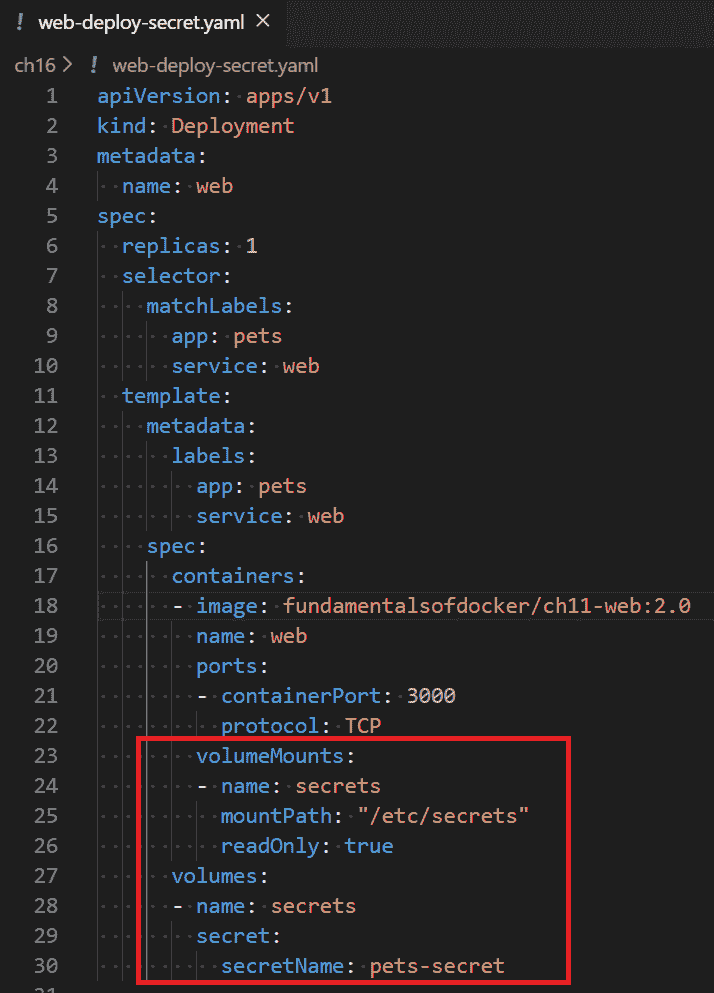 ! web-deploy-secret.yaml ×
ch16 > ! web-deploy-secret.yaml
1 apiVersion: apps/v1
2 kind: Deployment
3 metadata:
4   name: web
5 spec:
6   replicas: 1
7   selector:
8     matchLabels:
9       app: pets
10       service: web
11   template:
12     metadata:
13       labels:
14         app: pets
15         service: web
16     spec:
17       containers:
18       - image: fundamentalsofdocker/ch11-web:2.0
19         name: web
20         ports:
21         - containerPort: 3000
22           protocol: TCP
23         volumeMounts:
24         - name: secrets
25           mountPath: "/etc/secrets"
26           readOnly: true
27       volumes:
28       - name: secrets
29         secret:
30           secretName: pets-secret